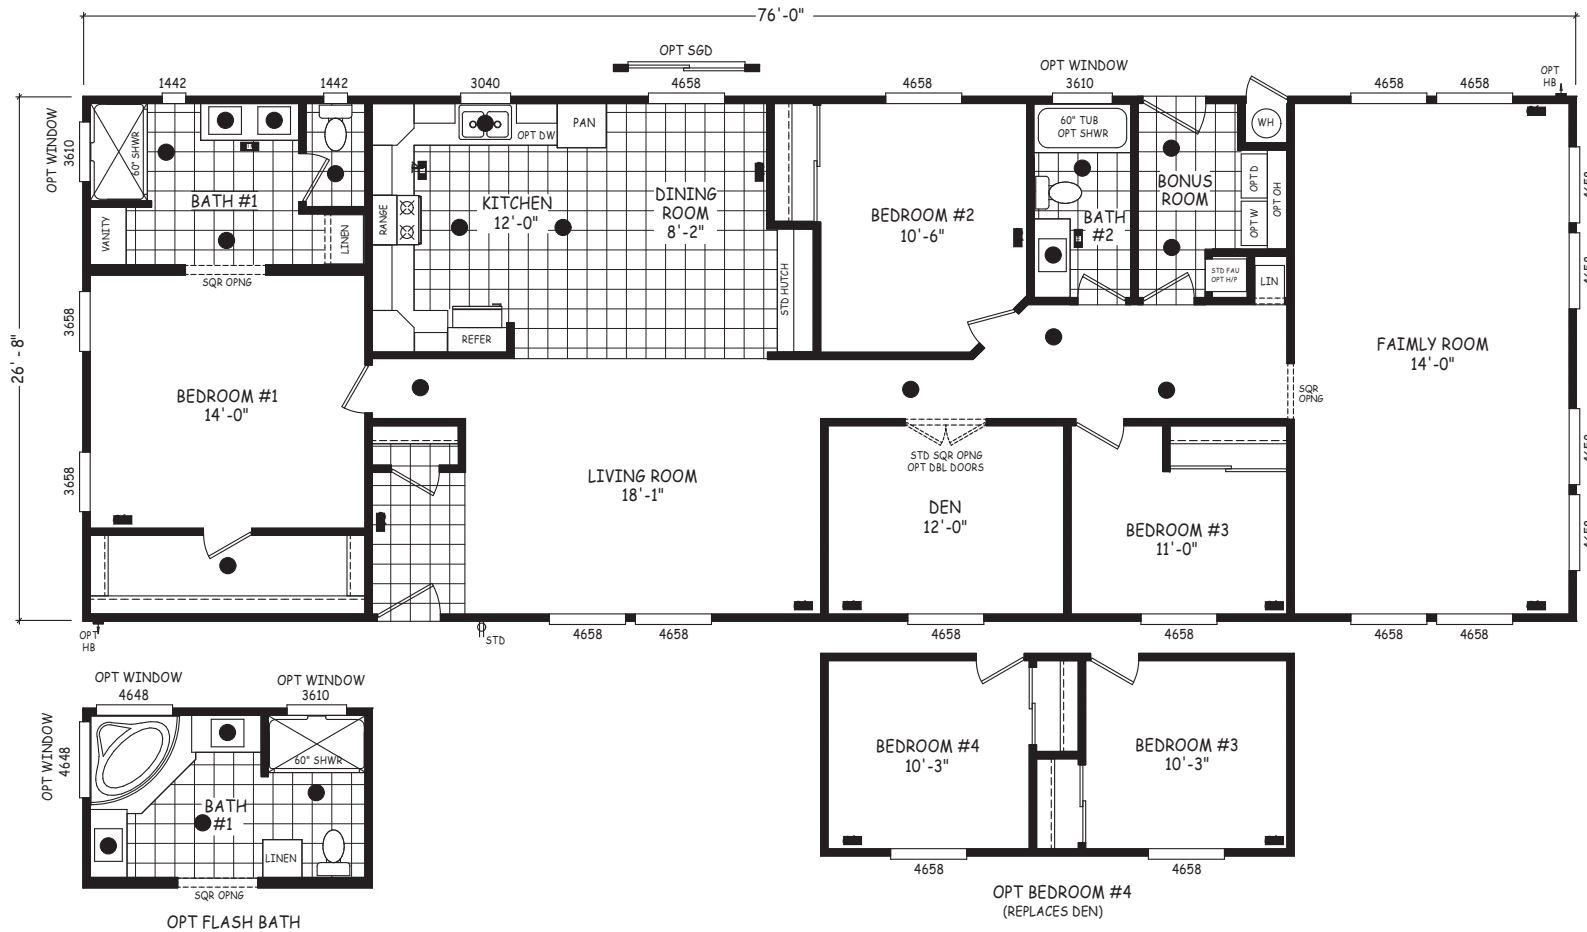 76'-0"
OPT SGD
1442
1442
3040
4658
4658
OPT WINDOW
3610
4658
4658
OPT
HB
OPT WINDOW
3610
60" SHWR
BATH #1
VANITY
LINEN
SQR OPNG
OPT DW
PAN
RANGE
KITCHEN
12'-0"
DINING
ROOM
8'-2"
REFER
STD HUTCH
BEDROOM #2
10'-6"
60" TUB
OPT SHWR
BATH
#2
BONUS
ROOM
WH
OPT D
OPT W
OPT OH
STD FAU
OPT H/P
LIN
FAIMLY ROOM
14'-0"
4658
4658
4658
4658
26'-8"
3658
3658
BEDROOM #1
14'-0"
SQR
OPNG
STD SQR OPNG
OPT DBL DOORS
LIVING ROOM
18'-1"
DEN
12'-0"
BEDROOM #3
11'-0"
OPT
HB
STD
4658
4658
4658
4658
4658
4658
OPT WINDOW
4648
OPT WINDOW
3610
OPT WINDOW
4648
60" SHWR
BATH
#1
LINEN
SQR OPNG
OPT FLASH BATH
BEDROOM #4
10'-3"
BEDROOM #3
10'-3"
4658
4658
OPT BEDROOM #4
(REPLACES DEN)